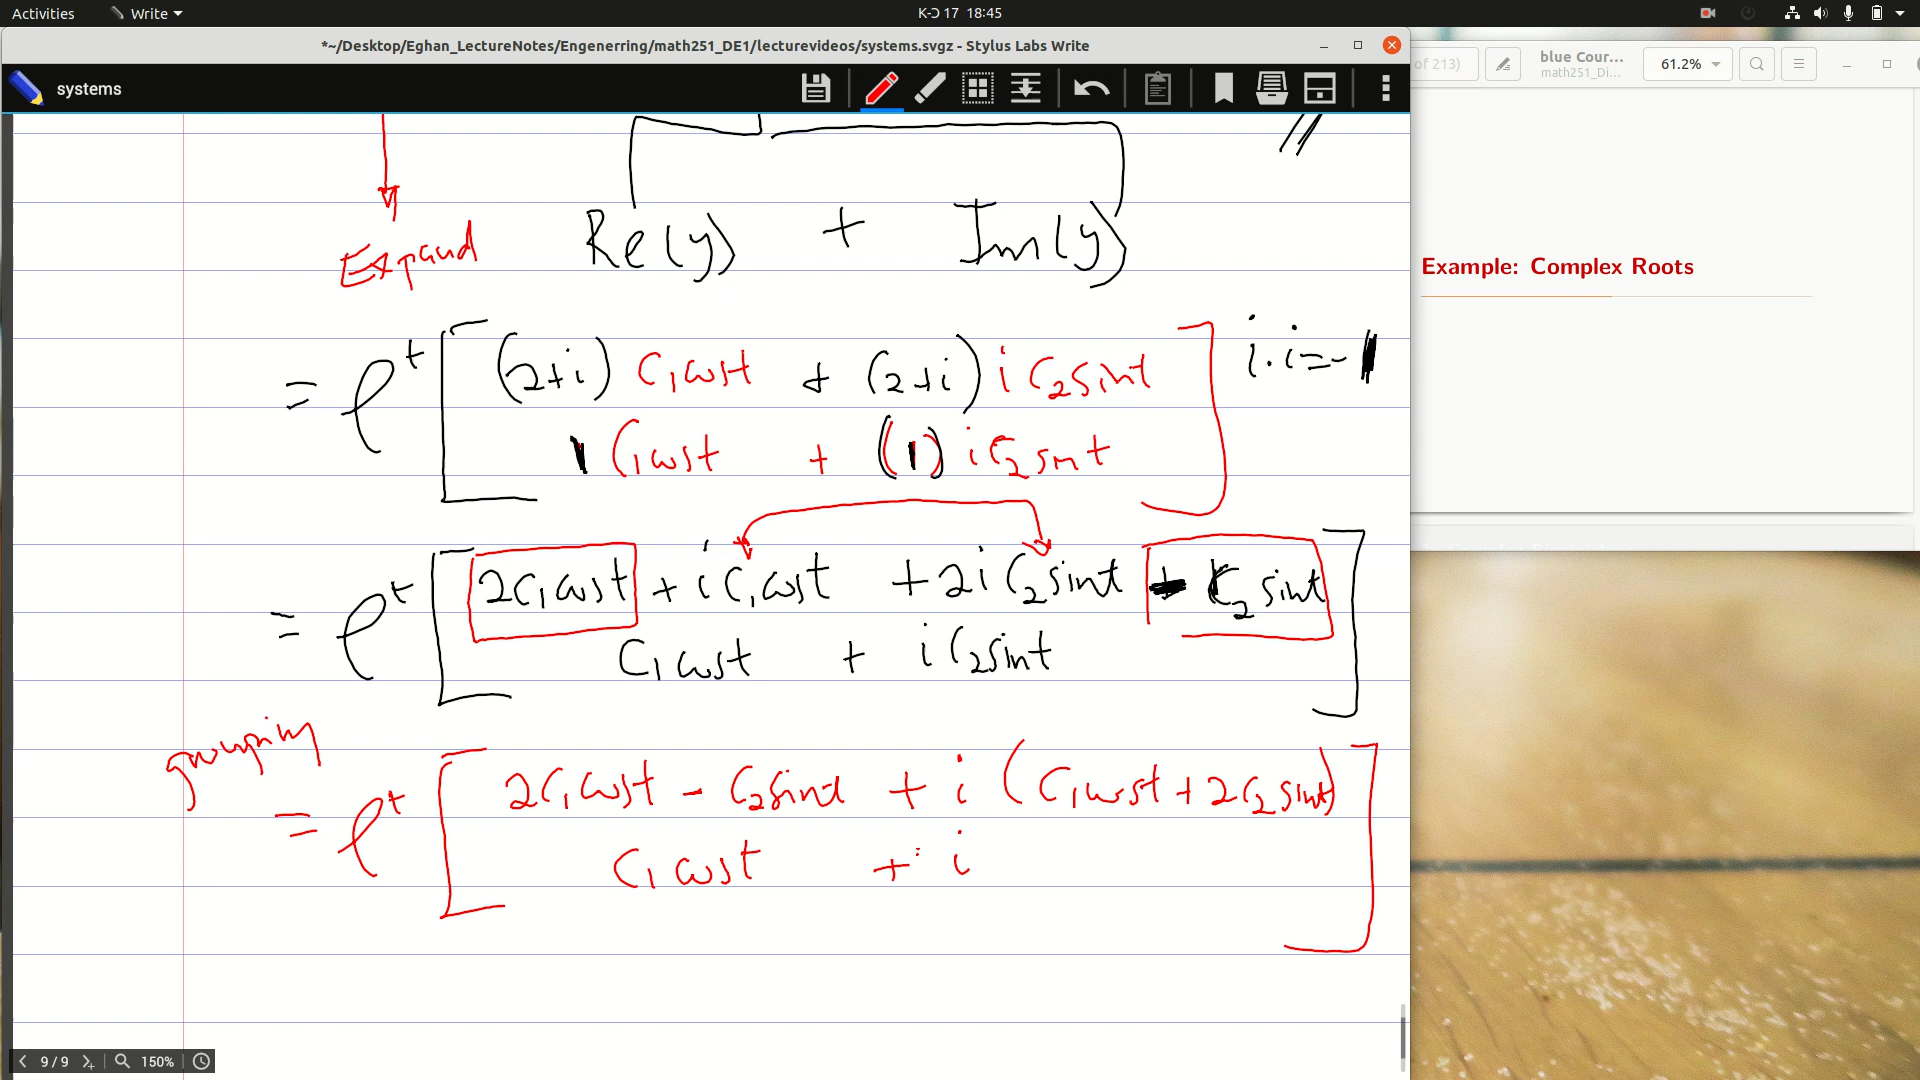 Activities Write K-Ɔ 17 18:45
*~/Desktop/Eghan_LectureNotes/Engenerring/math251_DE1/lecturevideos/systems.svgz - Stylus Labs Write
systems
of 213)
blue Cour...
math251_Di...
61.2%
Re(y) + Im(y)
Expand
= e^t [ (2+i) C₁cost + (2+i) i C₂sint ] i.i=-1
1 C₁cost + (1) i C₂sint
= e^t [ 2C₁cost + i C₁cost + 2i C₂sint - C₂sint ]
C₁cost + i C₂sint
grouping
= e^t [ 2C₁cost - C₂sint + i (C₁cost + 2C₂sint) ]
C₁cost + i
Example: Complex Roots
9/9 150%